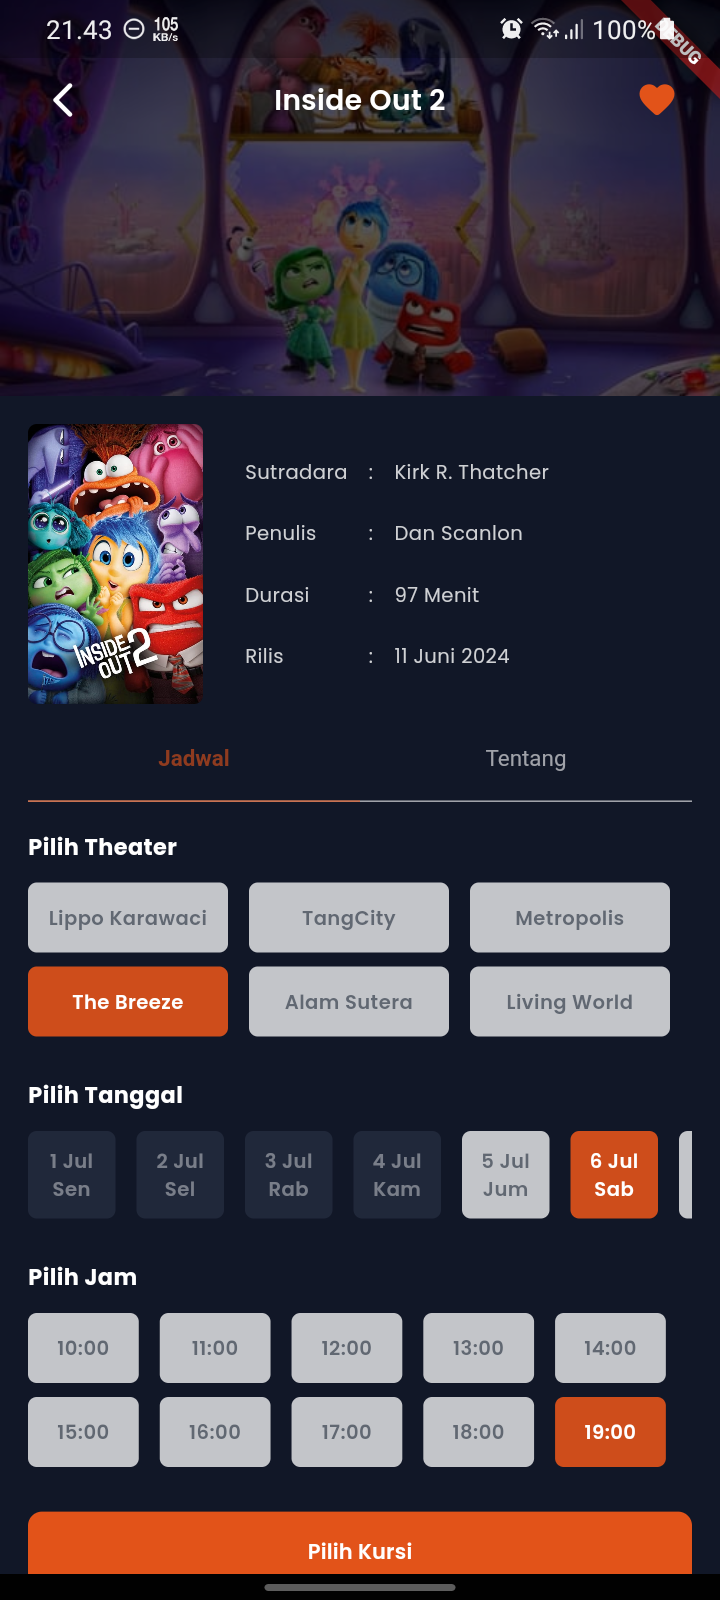 21.43 105 KB/s 100%
BUG
Inside Out 2
Sutradara : Kirk R. Thatcher
Penulis : Dan Scanlon
Durasi : 97 Menit
Rilis : 11 Juni 2024
INSIDE OUT 2
Jadwal Tentang
Pilih Theater
Lippo Karawaci TangCity Metropolis
The Breeze Alam Sutera Living World
Pilih Tanggal
1 Jul 2 Jul 3 Jul 4 Jul 5 Jul 6 Jul
Sen Sel Rab Kam Jum Sab
Pilih Jam
10:00 11:00 12:00 13:00 14:00
15:00 16:00 17:00 18:00 19:00
Pilih Kursi